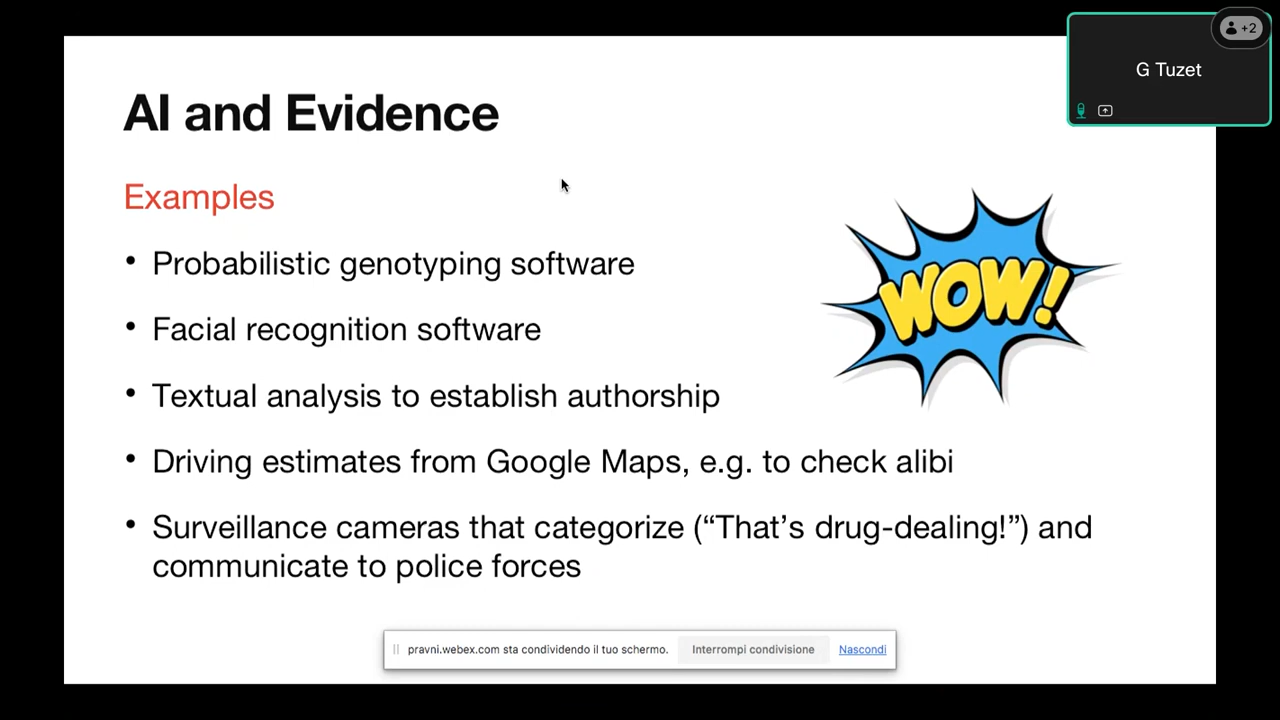 AI and Evidence
+2
G Tuzet
Examples
WOW!
• Probabilistic genotyping software
• Facial recognition software
• Textual analysis to establish authorship
• Driving estimates from Google Maps, e.g. to check alibi
• Surveillance cameras that categorize (“That’s drug-dealing!”) and
communicate to police forces
pravni.webex.com sta condividendo il tuo schermo. Interrompi condivisione Nascondi